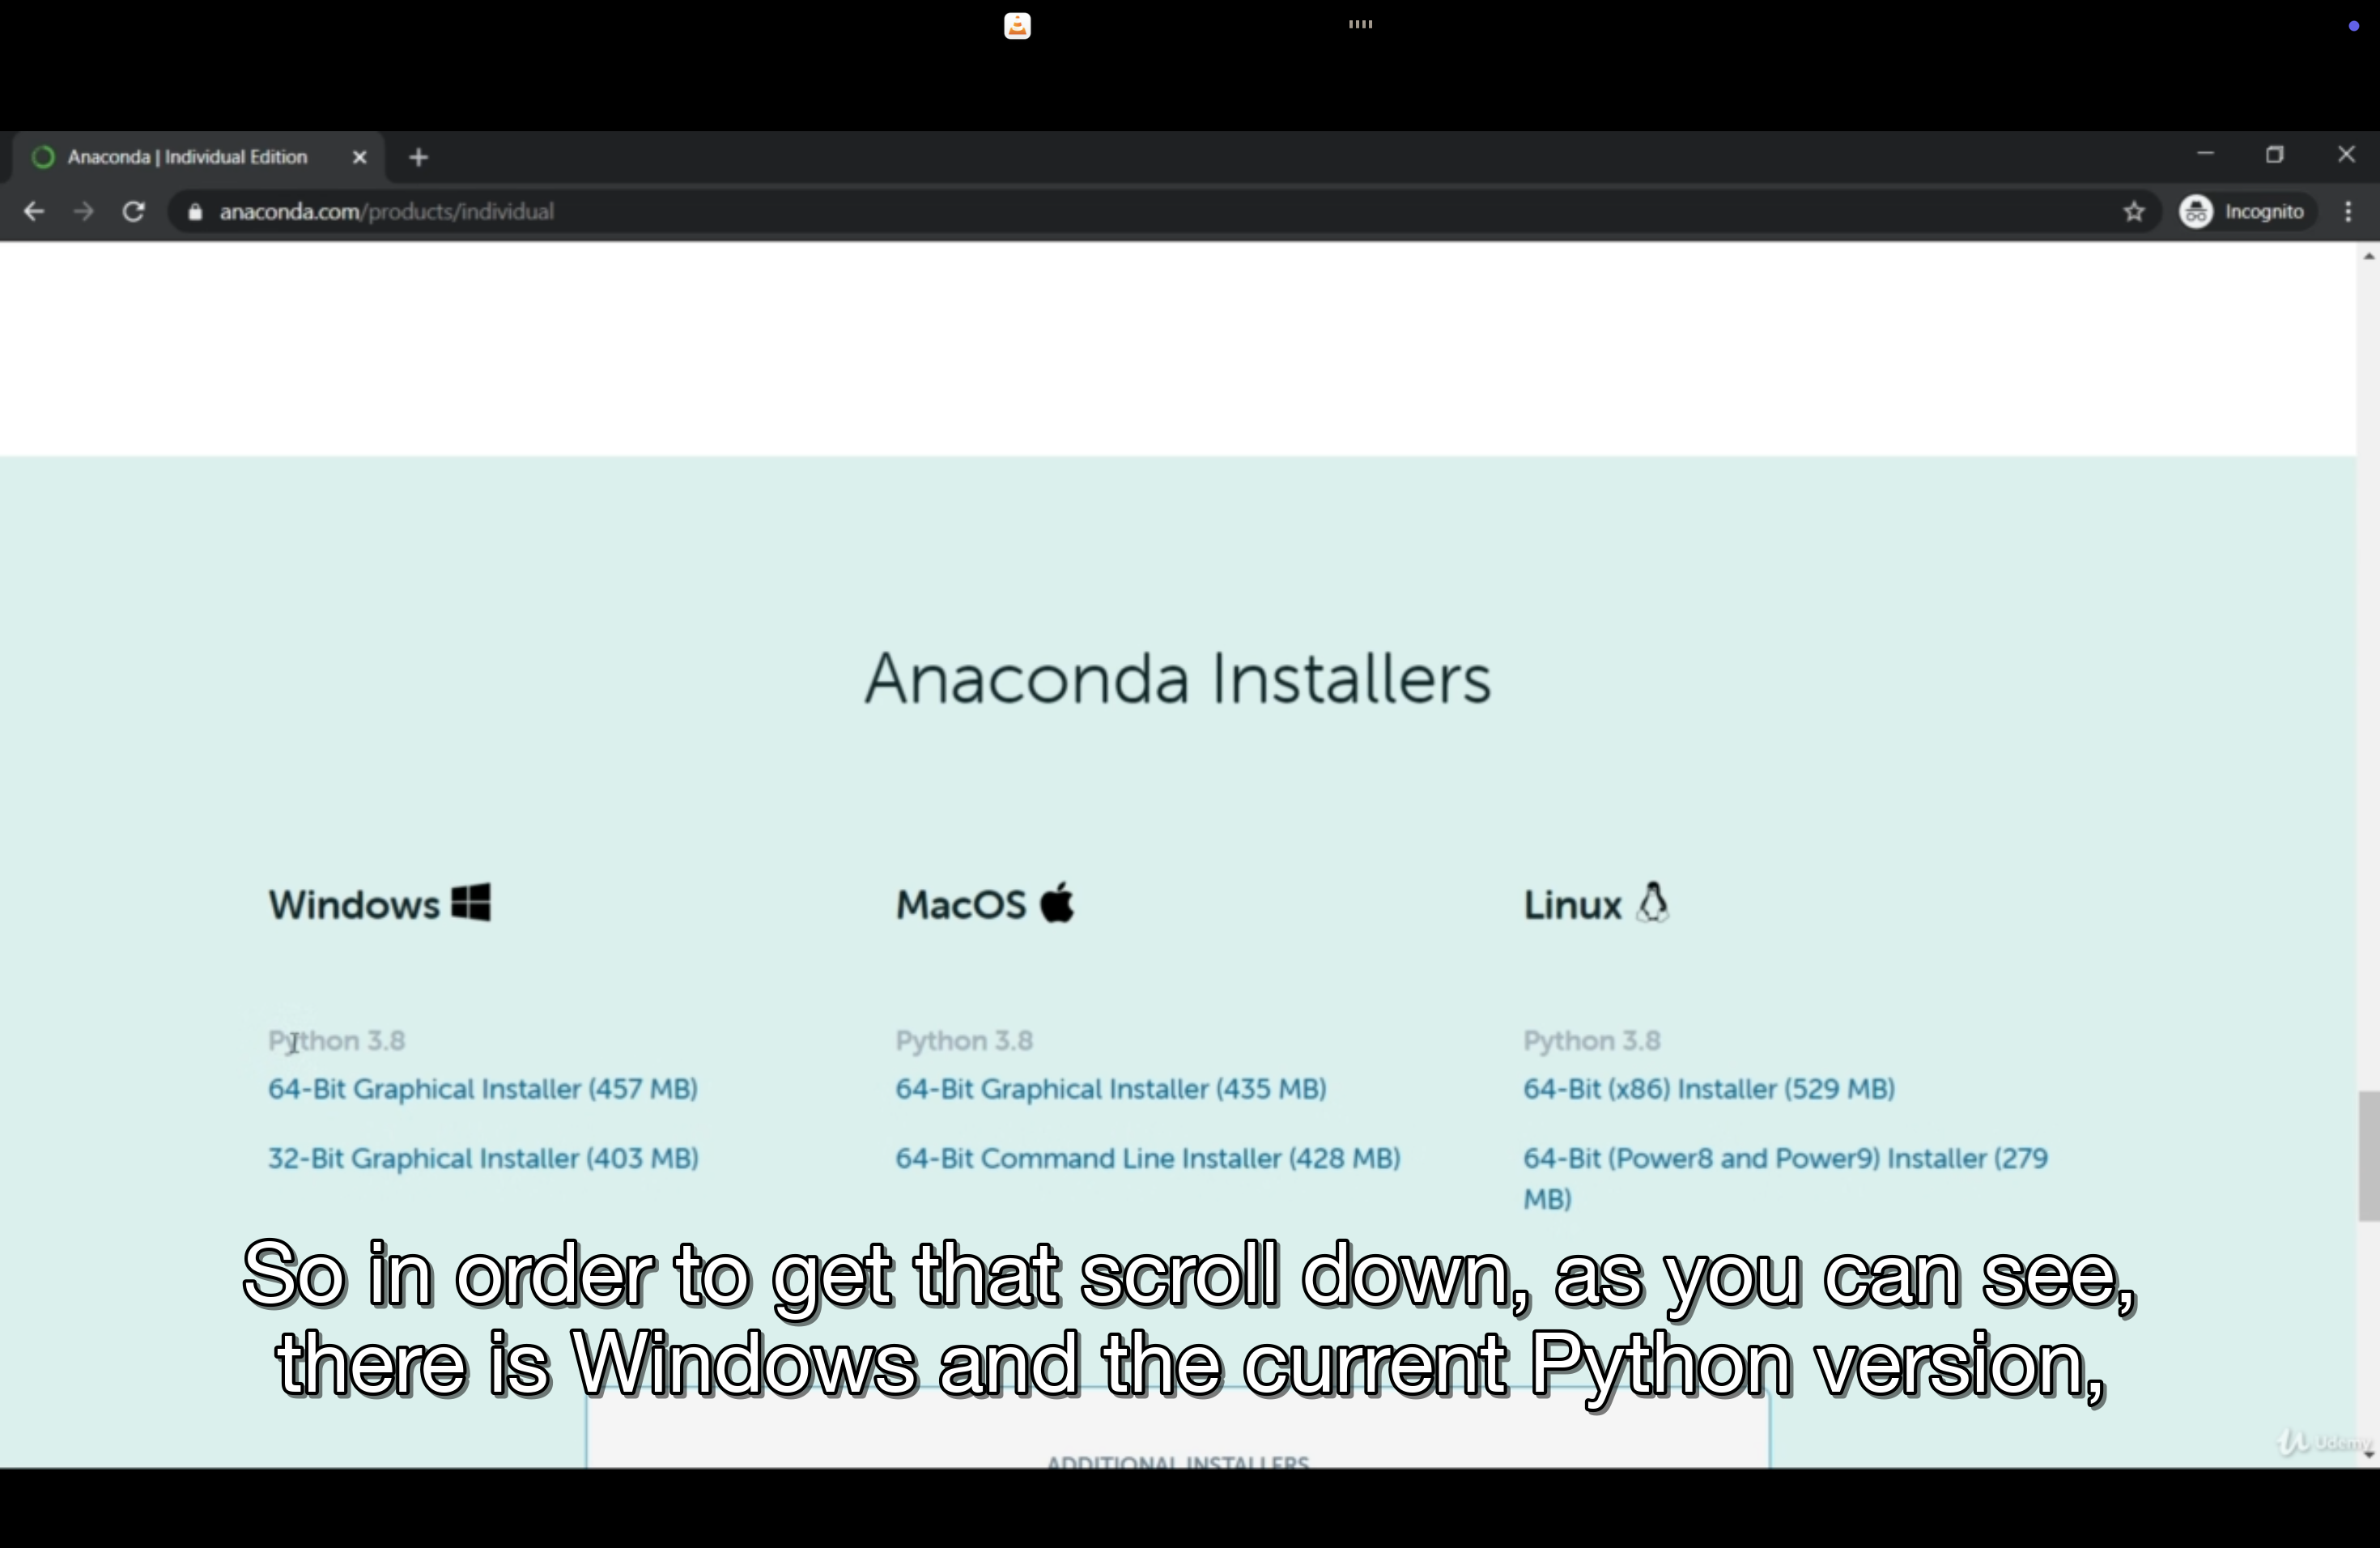 Anaconda | Individual Edition
anaconda.com/products/individual
Incognito
Anaconda Installers
Windows
MacOS
Linux
Python 3.8
Python 3.8
Python 3.8
64-Bit Graphical Installer (457 MB)
64-Bit Graphical Installer (435 MB)
64-Bit (x86) Installer (529 MB)
32-Bit Graphical Installer (403 MB)
64-Bit Command Line Installer (428 MB)
64-Bit (Power8 and Power9) Installer (279
MB)
So in order to get that scroll down, as you can see,
there is Windows and the current Python version,
ADDITIONAL INSTALLERS
Udemy